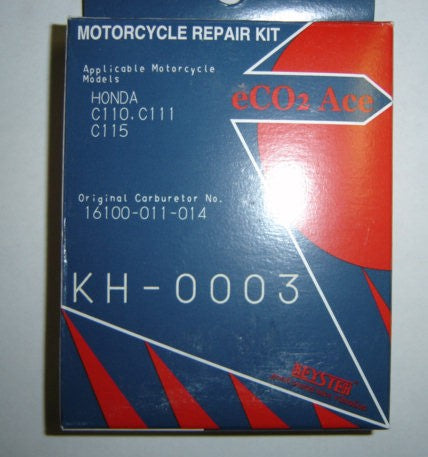 MOTORCYCLE REPAIR KIT
Applicable Motorcycle
Models
HONDA
C110.C111
C115
eCO2 Ace
Original Carburetor No.
16100-011-014
KH-0003
KEYSTER